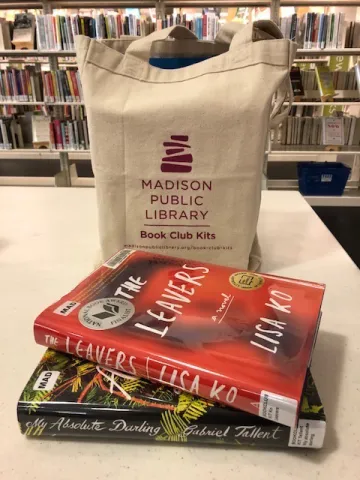 MADISON
PUBLIC
LIBRARY
Book Club Kits
MAD
THE
LEAVERS
a novel
LISA KO
NATIONAL
THE LEAVERS LISA KO
MAD
My Absolute Darling Gabriel Tallent